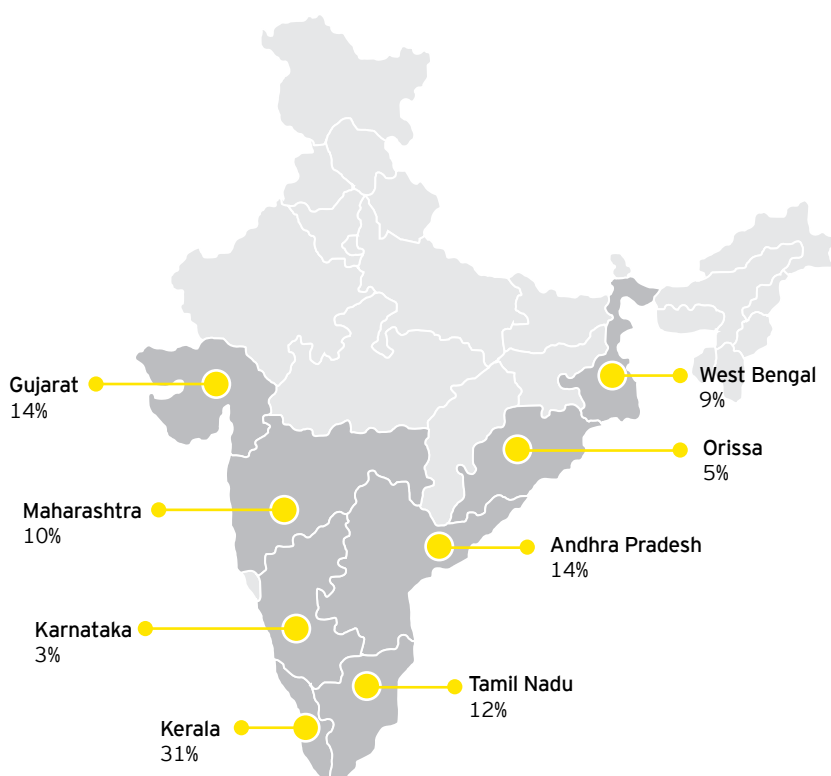 Gujarat
14%
West Bengal
9%
Orissa
5%
Maharashtra
10%
Andhra Pradesh
14%
Karnataka
3%
Tamil Nadu
12%
Kerala
31%